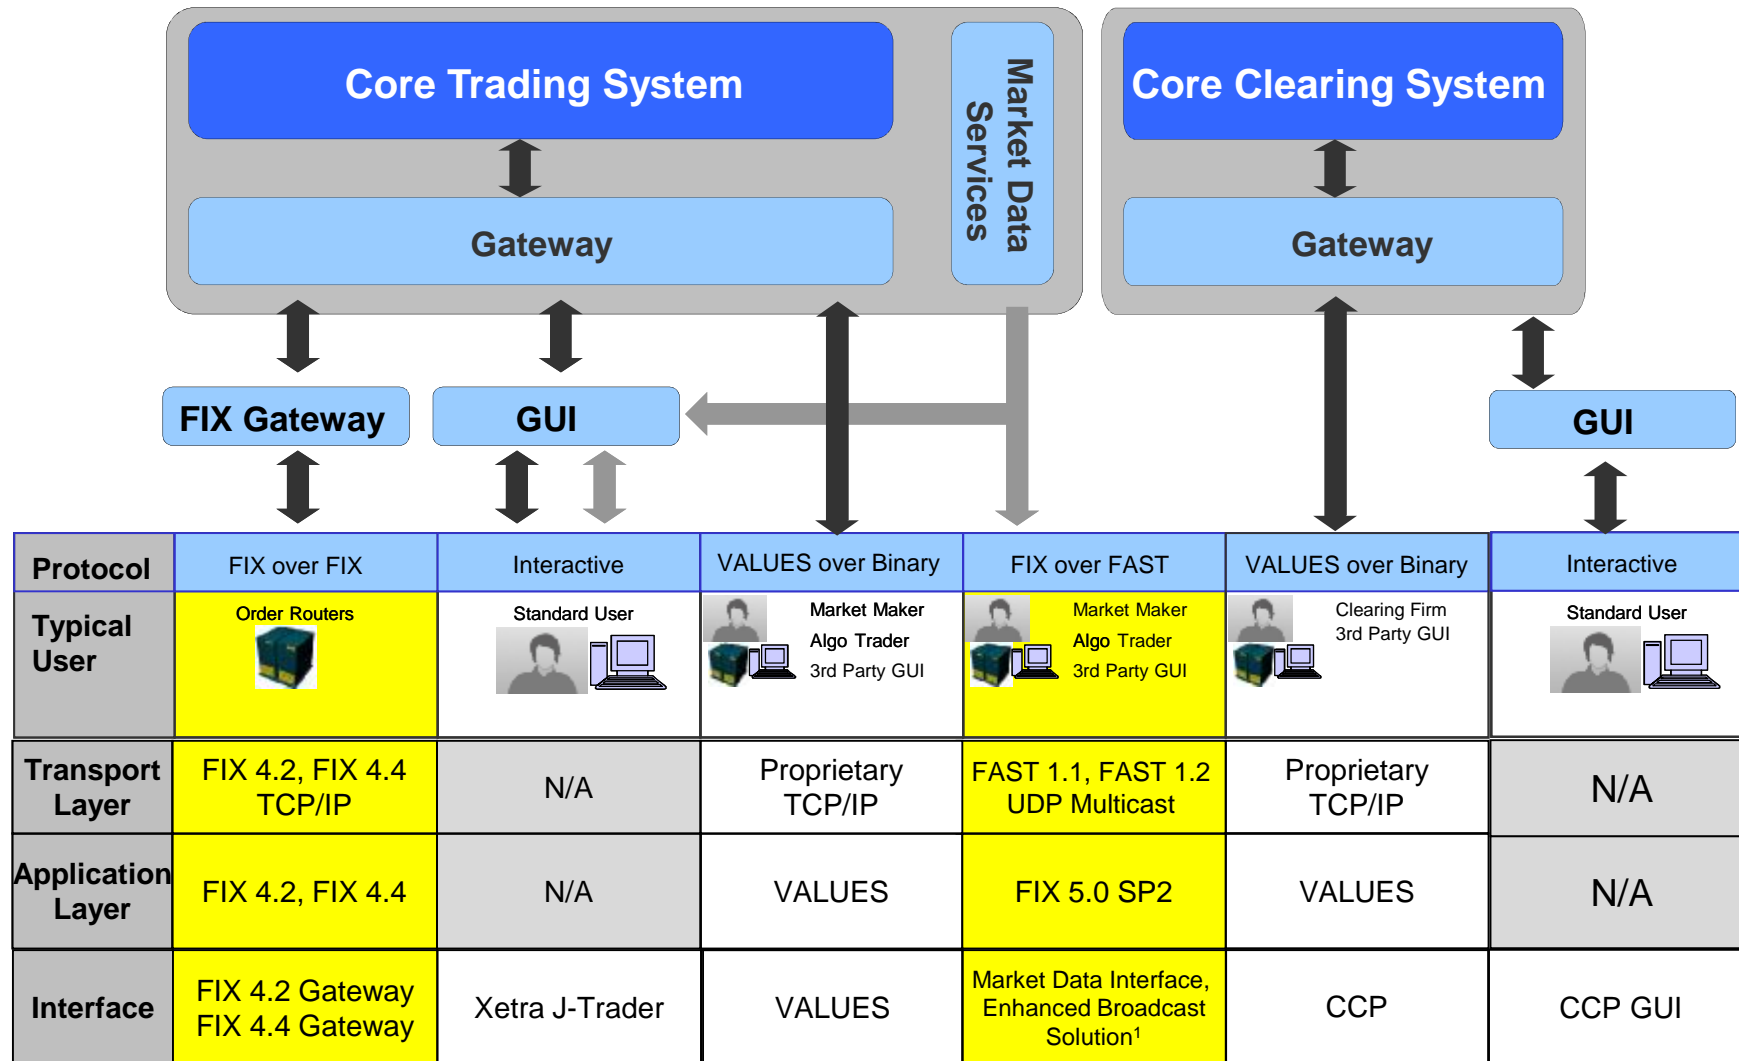 Core Trading System
Market Data
Services
Core Clearing System
Gateway
Gateway
FIX Gateway
GUI
GUI
Protocol
FIX over FIX
Interactive
VALUES over Binary
FIX over FAST
VALUES over Binary
Interactive
Typical
User
Order Routers
Standard User
Market Maker
Algo Trader
3rd Party GUI
Market Maker
Algo Trader
3rd Party GUI
Clearing Firm
3rd Party GUI
Standard User
Transport
Layer
FIX 4.2, FIX 4.4
TCP/IP
N/A
Proprietary
TCP/IP
FAST 1.1, FAST 1.2
UDP Multicast
Proprietary
TCP/IP
N/A
Application
Layer
FIX 4.2, FIX 4.4
N/A
VALUES
FIX 5.0 SP2
VALUES
N/A
Interface
FIX 4.2 Gateway
FIX 4.4 Gateway
Xetra J-Trader
VALUES
Market Data Interface,
Enhanced Broadcast
Solution¹
CCP
CCP GUI